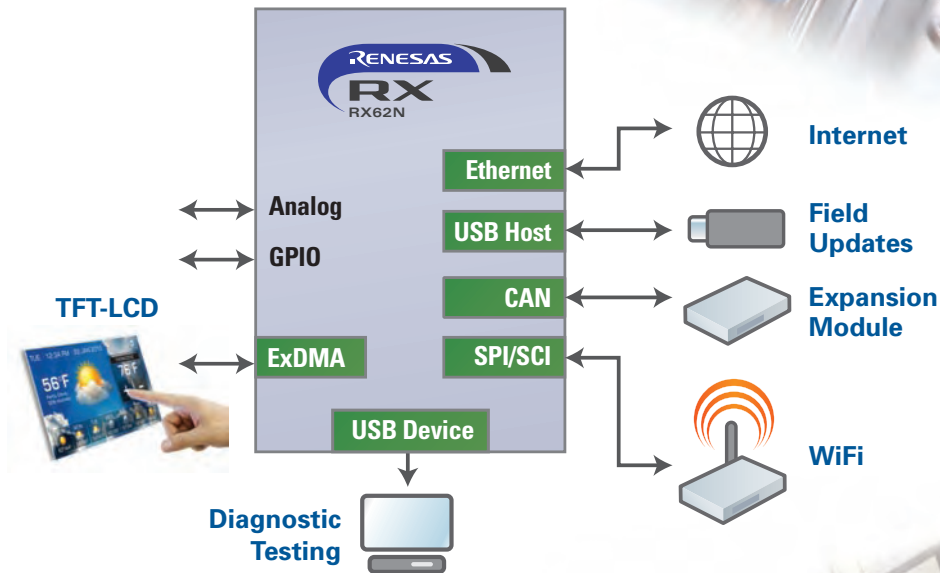 RENESAS
RX
RX62N
Ethernet
Internet
USB Host
Field
Updates
Analog
GPIO
CAN
Expansion
Module
TFT-LCD
ExDMA
SPI/SCI
56°F
76°F
WiFi
USB Device
Diagnostic
Testing